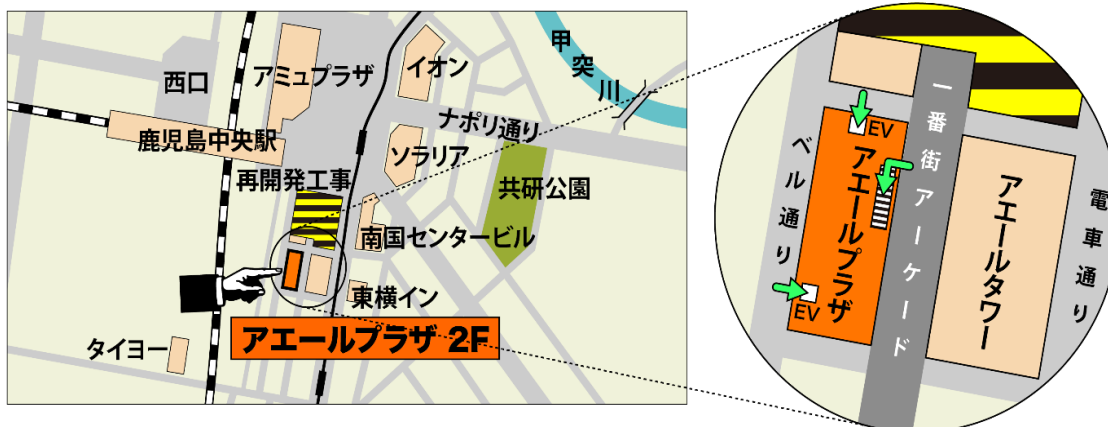 西口
アミュプラザ
イオン
甲突川
鹿児島中央駅
ナポリ通り
ソラリア
再開発工事
共研公園
南国センタービル
東横イン
アエールプラザ 2F
タイヨー
一番街アーケード
EV
ベル通り
アエールプラザ
アエールタワー
電車通り
EV